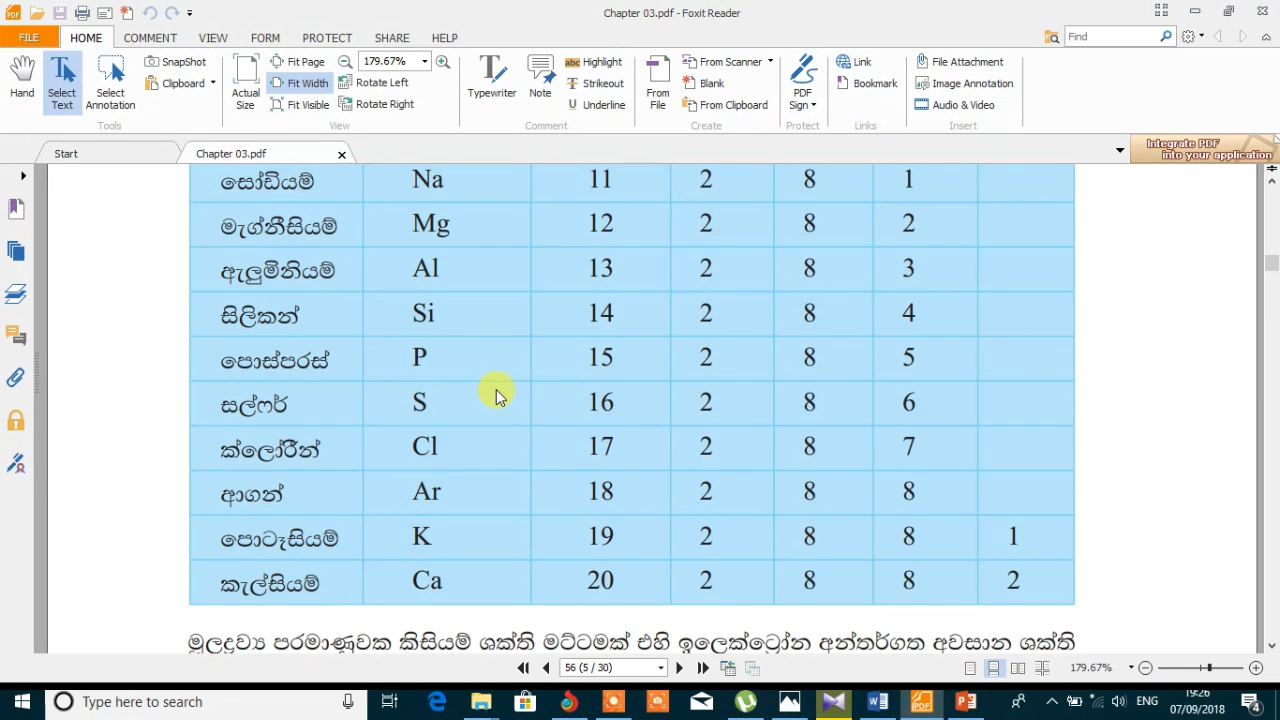 Chapter 03.pdf - Foxit Reader
FILE HOME COMMENT VIEW FORM PROTECT SHARE HELP Find
SnapShot Fit Page 179.67% Rotate Left From Scanner Link File Attachment
Hand Select Text Select Annotation Clipboard Actual Size Fit Width Fit Visible Rotate Right Typewriter Note Highlight Strikeout Underline From File Blank From Clipboard PDF Sign Bookmark Image Annotation Audio & Video
Tools View Comment Create Protect Links Insert
Start Chapter 03.pdf Integrate PDF
into your application
සෝඩියම් Na 11 2 8 1
මැග්නීසියම් Mg 12 2 8 2
ඇලුමිනියම් Al 13 2 8 3
සිලිකන් Si 14 2 8 4
පොස්පරස් P 15 2 8 5
සල්ෆර් S 16 2 8 6
ක්ලෝරීන් Cl 17 2 8 7
ආගන් Ar 18 2 8 8
පොටෑසියම් K 19 2 8 8 1
කැල්සියම් Ca 20 2 8 8 2
මූලද්‍රව්‍ය පරමාණුවක කිසියම් ශක්ති මට්ටමක් එහි ඉලෙක්ට්‍රෝන අන්තර්ගත අවසාන ශක්ති
56 (5 / 30) 179.67%
Type here to search ENG 19:26
07/09/2018 4